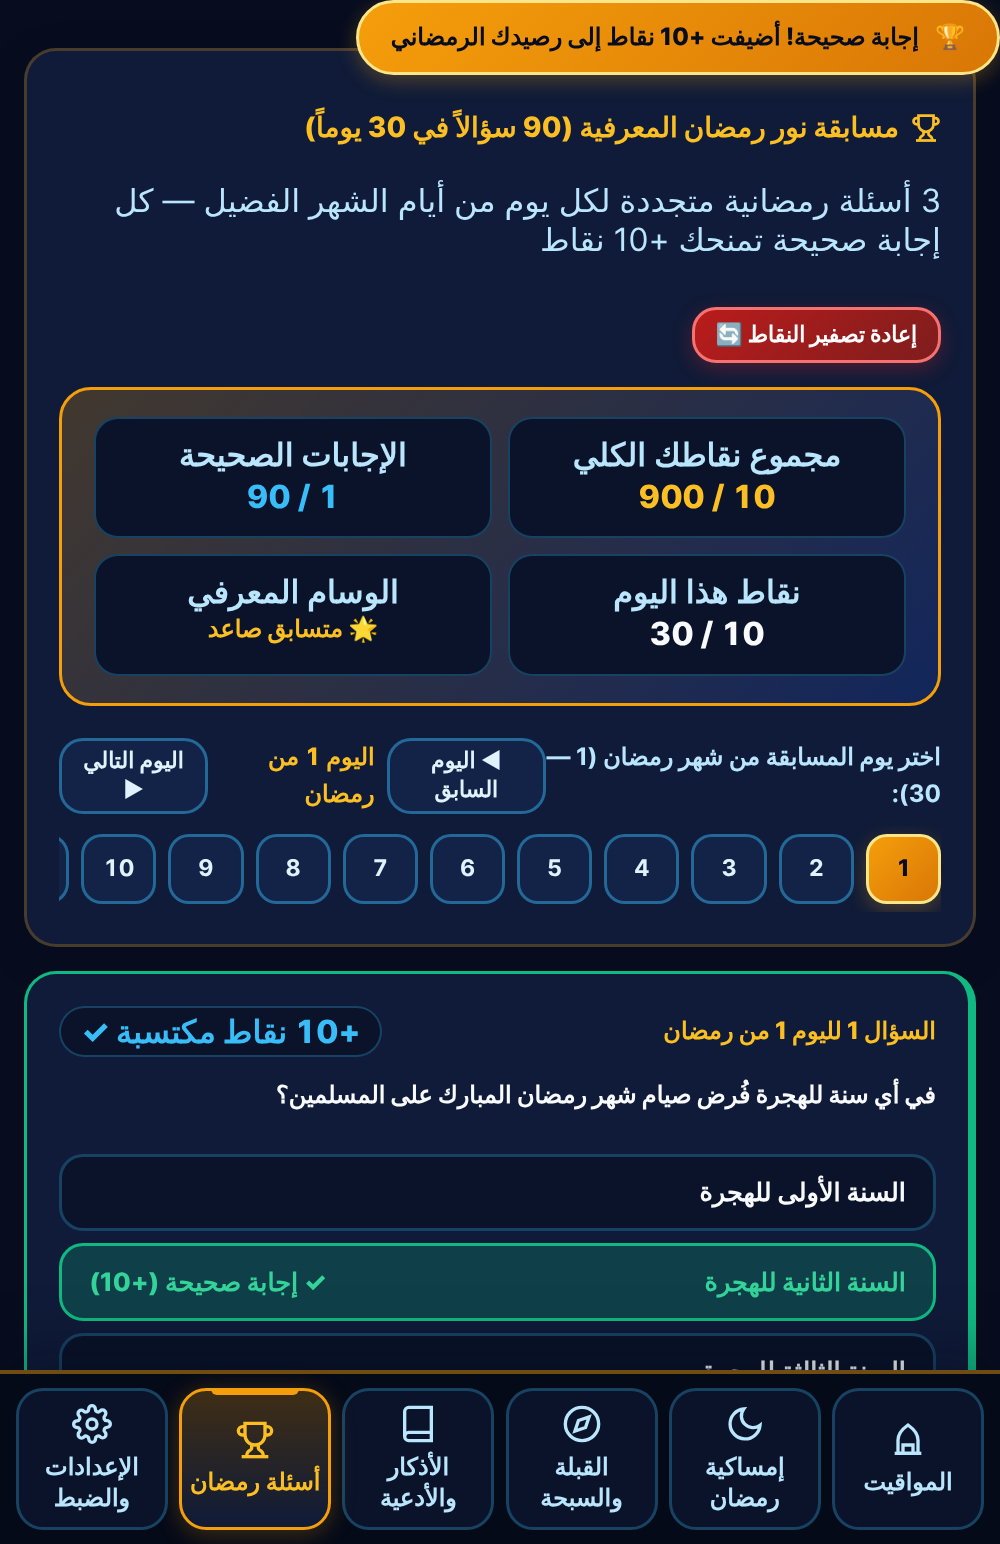 🏆 إجابة صحيحة! أضيفت +10 نقاط إلى رصيدك الرمضاني
مسابقة نور رمضان المعرفية (90 سؤالاً في 30 يوماً)
3 أسئلة رمضانية متجددة لكل يوم من أيام الشهر الفضيل — كل
إجابة صحيحة تمنحك +10 نقاط
إعادة تصفير النقاط 🔄
مجموع نقاطك الكلي
10 / 900
الإجابات الصحيحة
1 / 90
نقاط هذا اليوم
10 / 30
الوسام المعرفي
🌟 متسابق صاعد
اختر يوم المسابقة من شهر رمضان (1 —
30):
◀ اليوم
السابق
اليوم 1 من
رمضان
اليوم التالي
▶
1 2 3 4 5 6 7 8 9 10
السؤال 1 لليوم 1 من رمضان
+10 نقاط مكتسبة ✓
في أي سنة للهجرة فُرض صيام شهر رمضان المبارك على المسلمين؟
السنة الأولى للهجرة
السنة الثانية للهجرة
✓ إجابة صحيحة (+10)
السنة الثالثة للهجرة
المواقيت
إمساكية
رمضان
القبلة
والسبحة
الأذكار
والأدعية
أسئلة رمضان
الإعدادات
والضبط